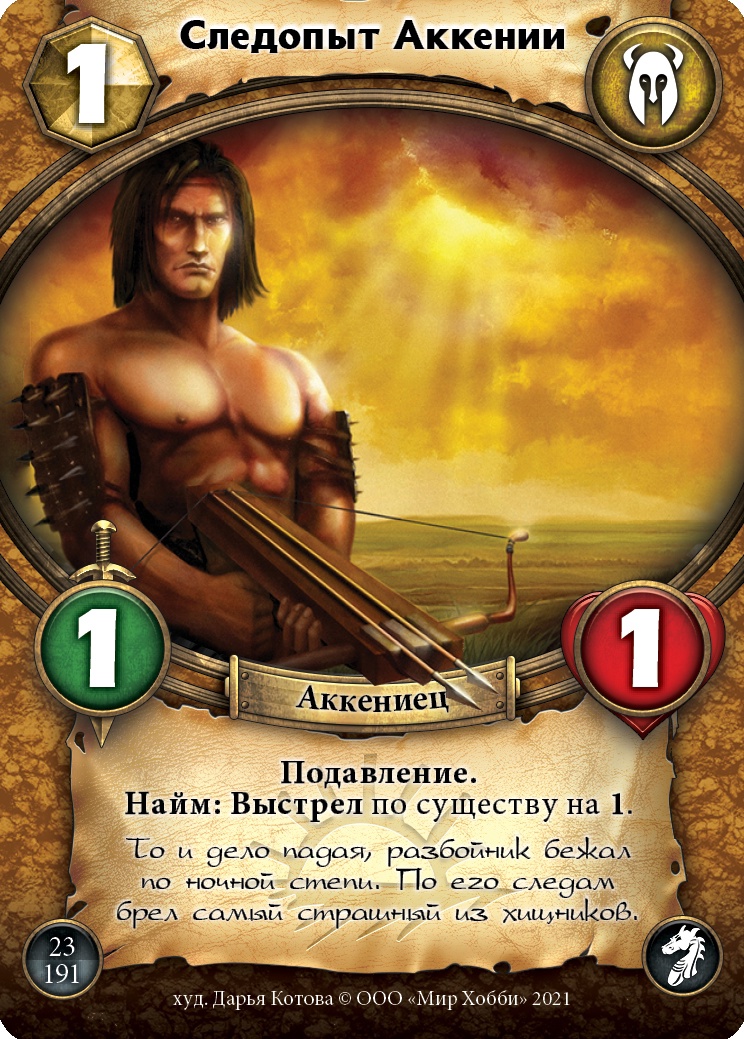 Следопыт Аккении
1
1
1
Аккениец
Подавление.
Найм: Выстрел по существу на 1.
То и дело падая, разбойник бежал
по ночной степи. По его следам
брел самый страшный из хищников.
23
191
худ. Дарья Котова © ООО «Мир Хобби» 2021